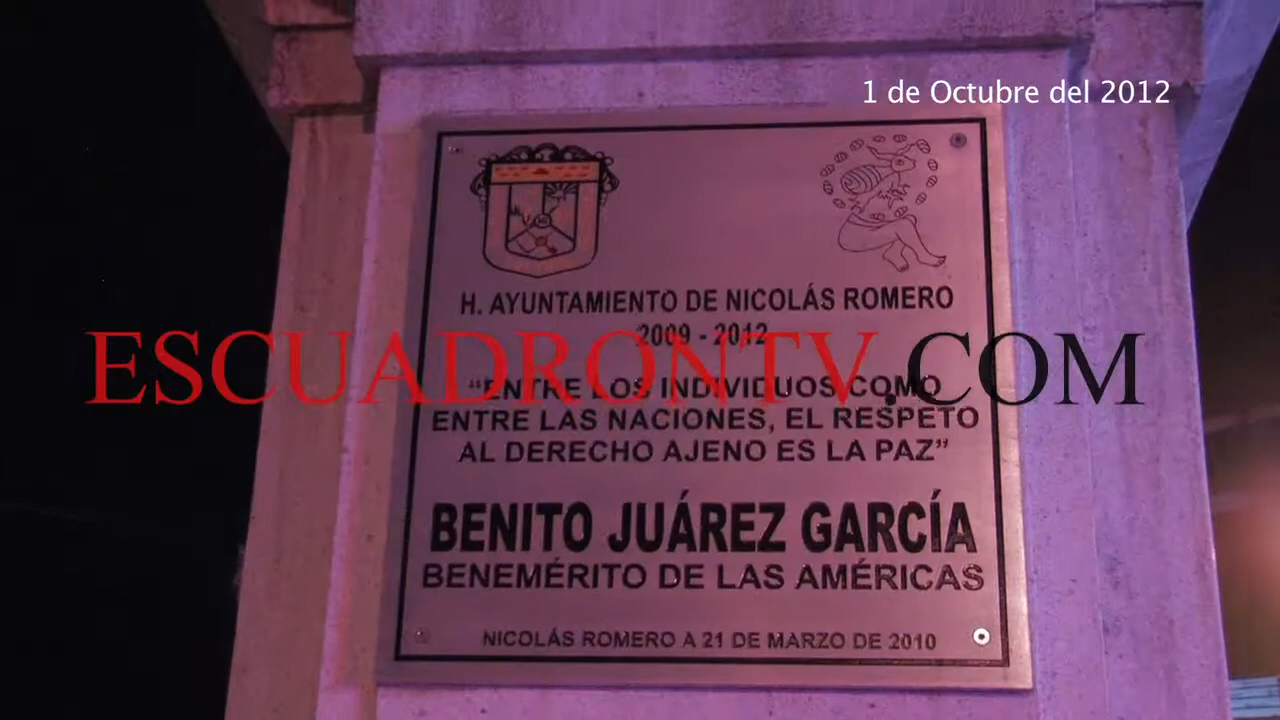 1 de Octubre del 2012
H. AYUNTAMIENTO DE NICOLÁS ROMERO
2009 - 2012
ESCUADRONTV.COM
“ENTRE LOS INDIVIDUOS COMO
ENTRE LAS NACIONES, EL RESPETO
AL DERECHO AJENO ES LA PAZ”
BENITO JUÁREZ GARCÍA
BENEMÉRITO DE LAS AMÉRICAS
NICOLÁS ROMERO A 21 DE MARZO DE 2010